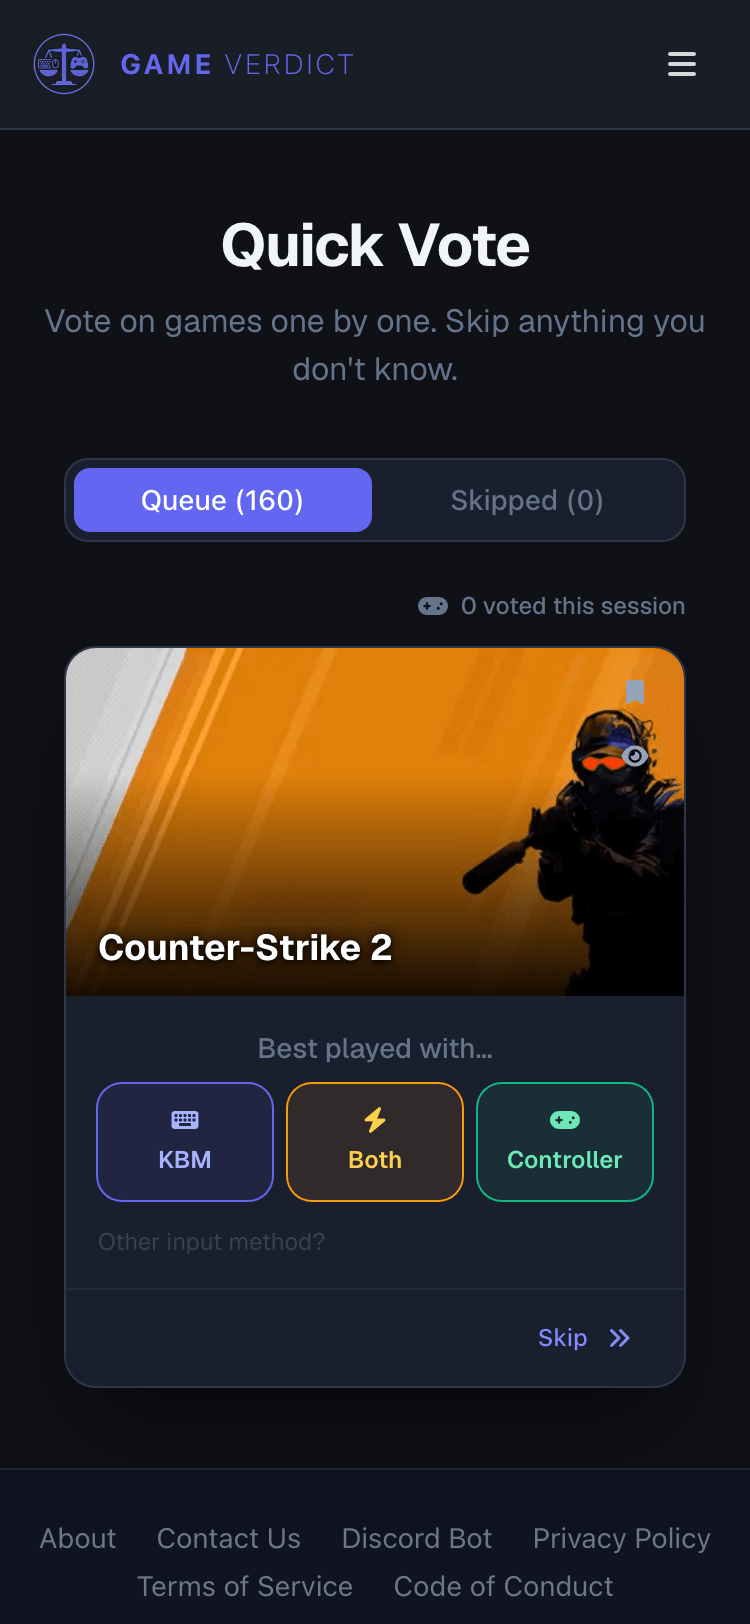 GAME VERDICT
Quick Vote
Vote on games one by one. Skip anything you
don't know.
Queue (160)
Skipped (0)
0 voted this session
Counter-Strike 2
Best played with...
KBM
Both
Controller
Other input method?
Skip
About
Contact Us
Discord Bot
Privacy Policy
Terms of Service
Code of Conduct